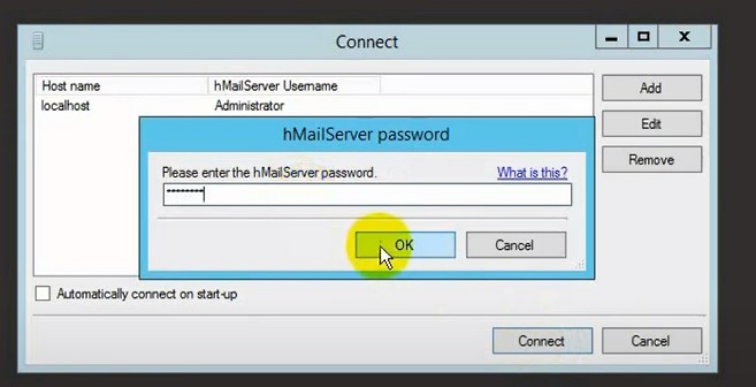 Connect
Host name hMailServer Username
localhost Administrator
Add
Edit
Remove
hMailServer password
Please enter the hMailServer password. What is this?
********
OK Cancel
Automatically connect on start-up
Connect Cancel